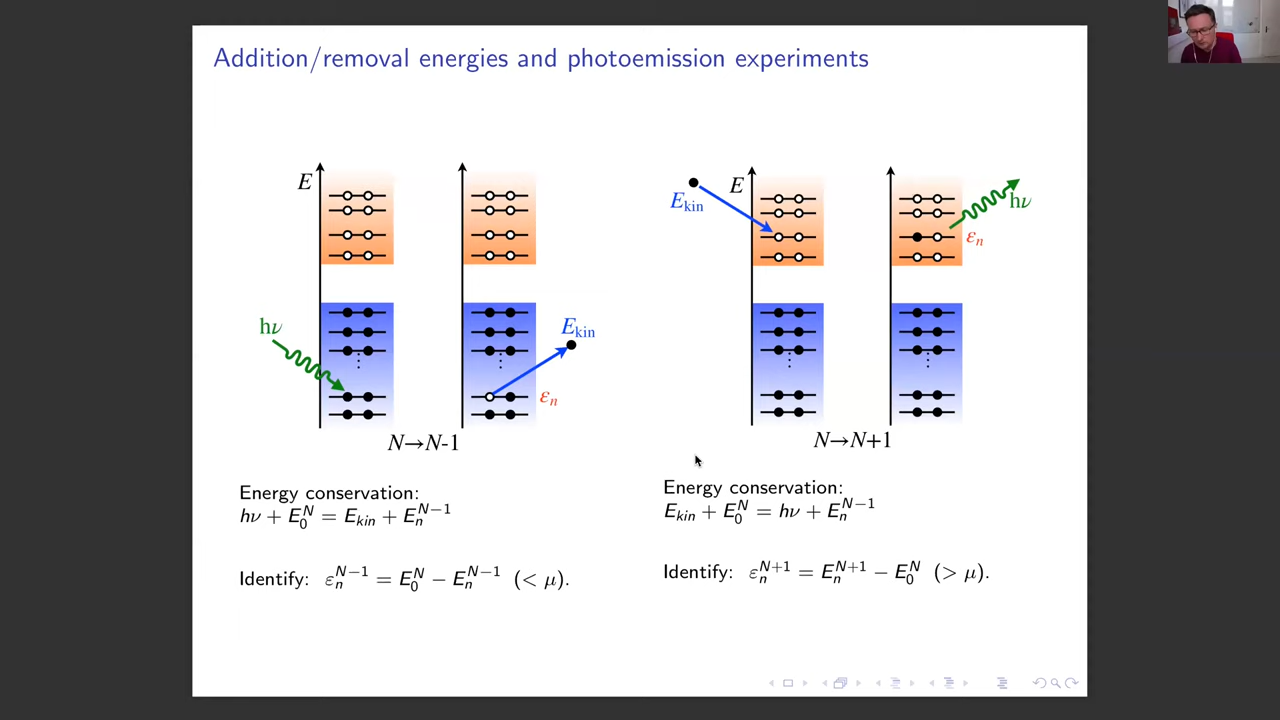 Addition/removal energies and photoemission experiments
E
hν
E_kin
ε_n
N→N-1
Energy conservation:
hν + E_0^N = E_kin + E_n^{N−1}
Identify: ε_n^{N−1} = E_0^N − E_n^{N−1} (< μ).
E_kin
E
hν
ε_n
N→N+1
Energy conservation:
E_kin + E_0^N = hν + E_n^{N−1}
Identify: ε_n^{N+1} = E_n^{N+1} − E_0^N (> μ).